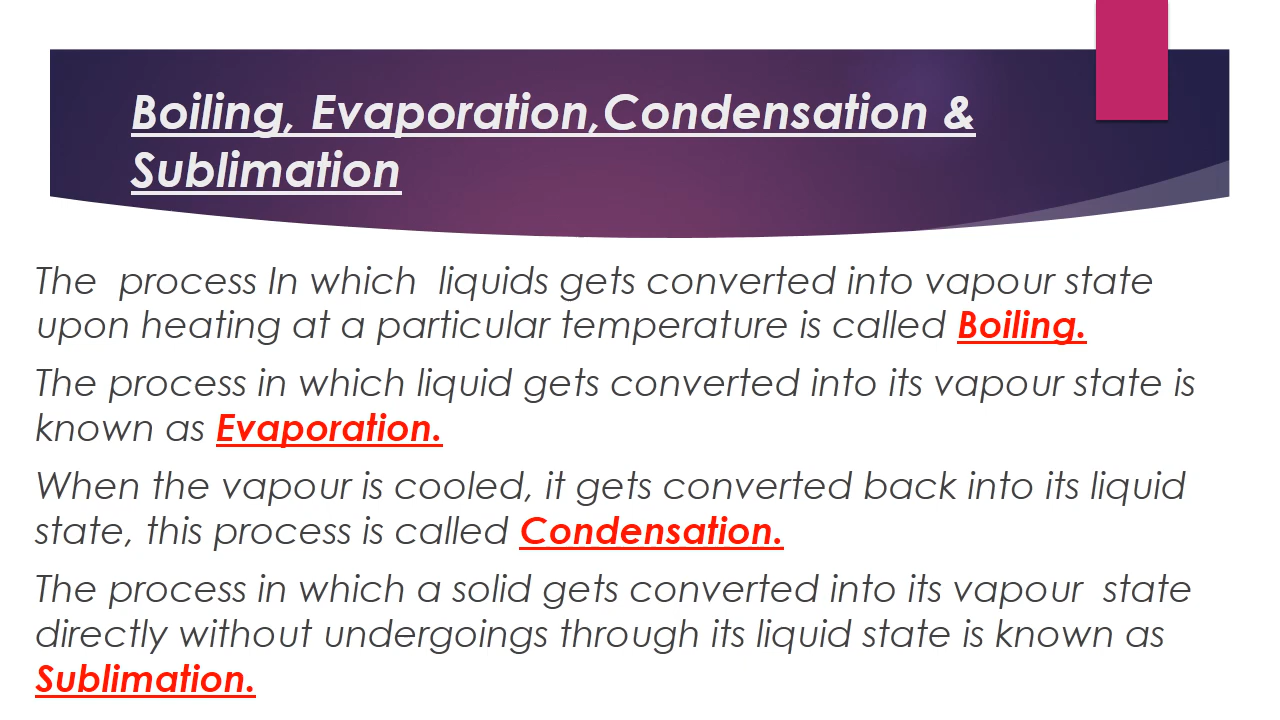 Boiling, Evaporation,Condensation &
Sublimation
The  process In which  liquids gets converted into vapour state
upon heating at a particular temperature is called Boiling.
The process in which liquid gets converted into its vapour state is
known as Evaporation.
When the vapour is cooled, it gets converted back into its liquid
state, this process is called Condensation.
The process in which a solid gets converted into its vapour  state
directly without undergoings through its liquid state is known as
Sublimation.